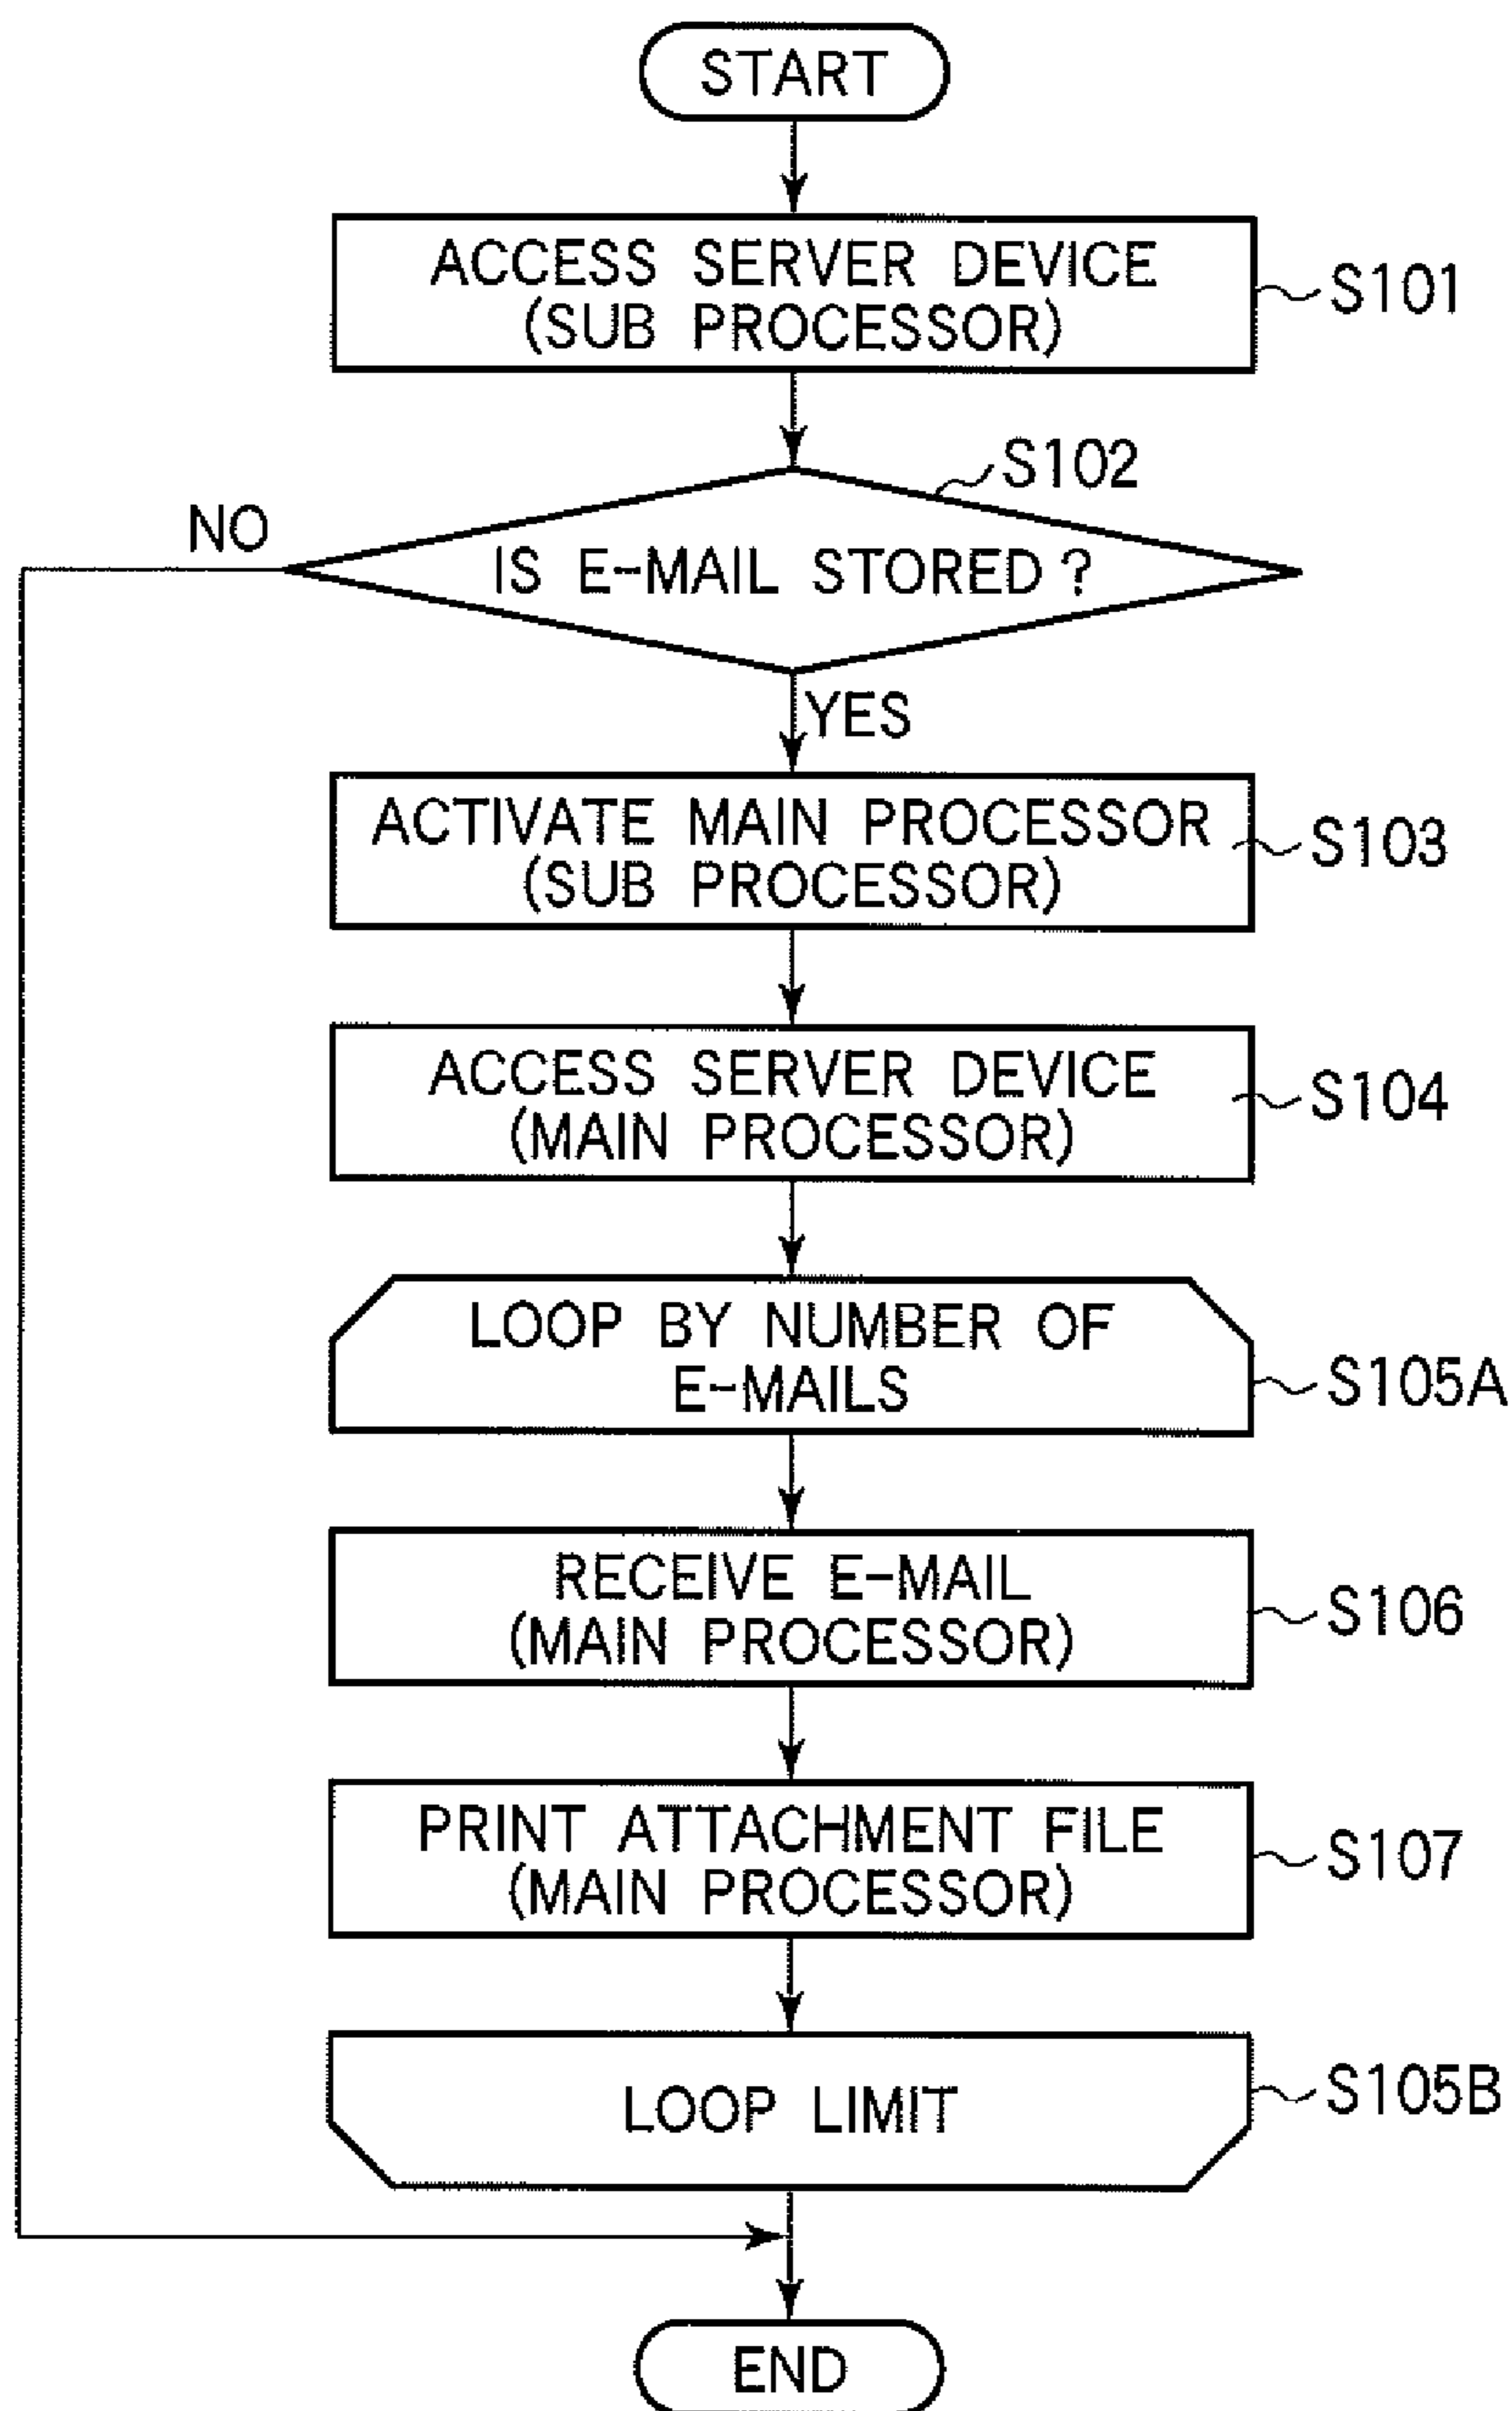 START
ACCESS SERVER DEVICE
(SUB PROCESSOR)
S101
S102
NO
IS E-MAIL STORED ?
YES
ACTIVATE MAIN PROCESSOR
(SUB PROCESSOR)
S103
ACCESS SERVER DEVICE
(MAIN PROCESSOR)
S104
LOOP BY NUMBER OF
E-MAILS
S105A
RECEIVE E-MAIL
(MAIN PROCESSOR)
S106
PRINT ATTACHMENT FILE
(MAIN PROCESSOR)
S107
LOOP LIMIT
S105B
END